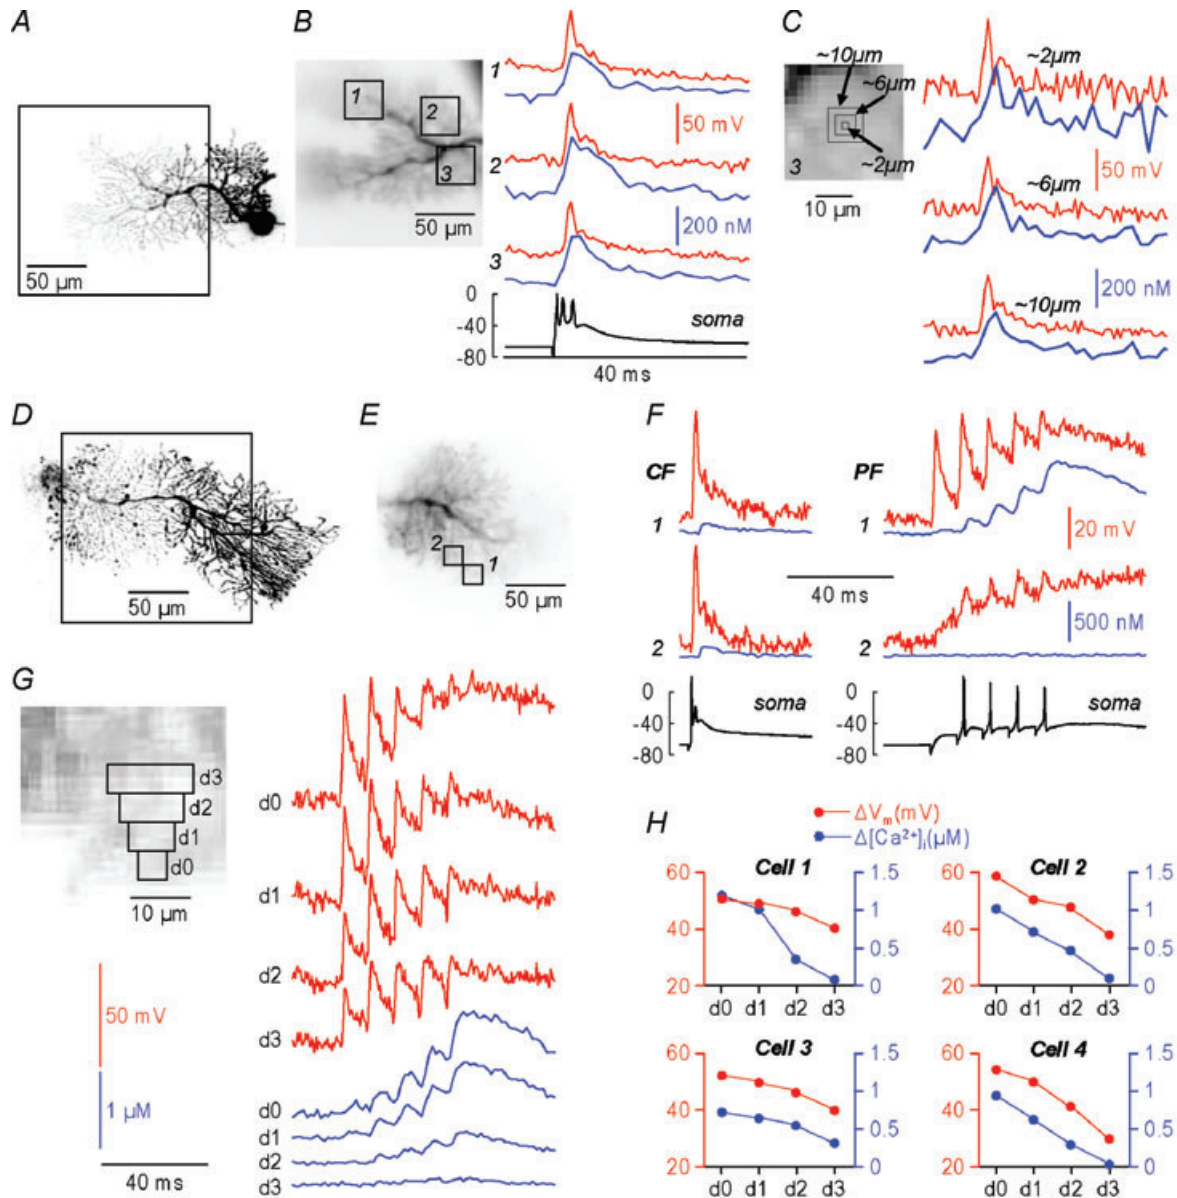 A
50 µm
B
1
2
3
50 µm
1
2
3
50 mV
200 nM
0
-40
-80
soma
40 ms
C
~10µm
~6µm
~2µm
3
10 µm
~2µm
~6µm
~10µm
50 mV
200 nM
D
50 µm
E
2
1
50 µm
F
CF
PF
1
1
20 mV
40 ms
500 nM
2
2
0
-40
-80
soma
0
-40
-80
soma
G
d3
d2
d1
d0
10 µm
50 mV
1 µM
40 ms
d0
d1
d2
d3
d0
d1
d2
d3
H
ΔVm(mV)
Δ[Ca²⁺]i(µM)
Cell 1
60
40
20
1.5
1
0.5
0
d0 d1 d2 d3
Cell 2
60
40
20
1.5
1
0.5
0
d0 d1 d2 d3
Cell 3
60
40
20
1.5
1
0.5
0
d0 d1 d2 d3
Cell 4
60
40
20
1.5
1
0.5
0
d0 d1 d2 d3